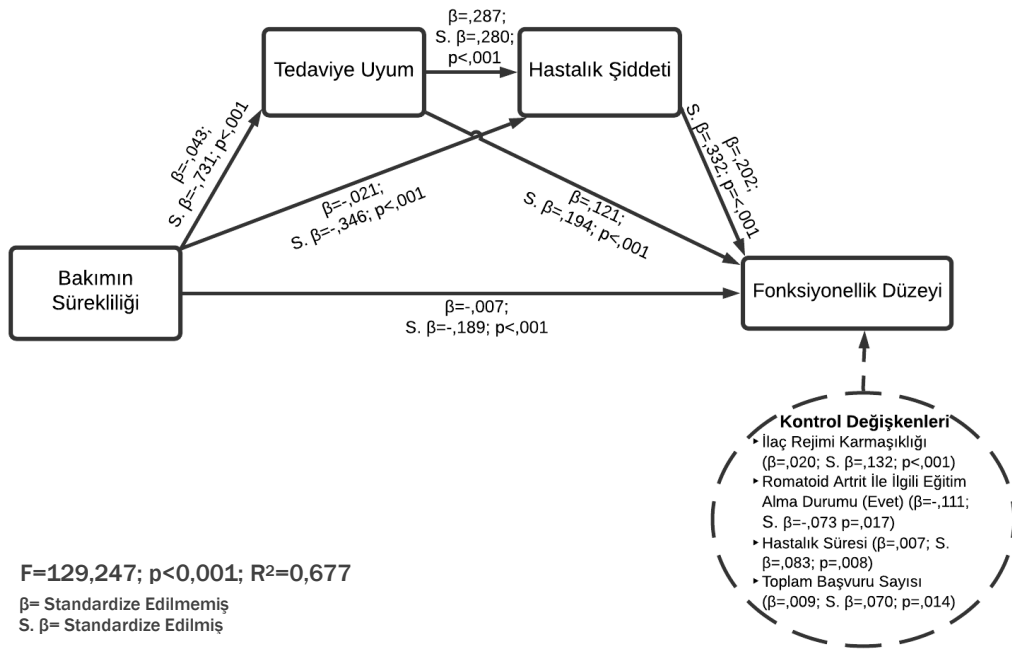 β=,287;
S. β=,280;
p<,001
Tedaviye Uyum
Hastalık Şiddeti
β=-,043;
S. β=-,731; p<,001
β=-,021;
S. β=-,346; p<,001
β=,121;
S. β=,194; p<,001
β=,202;
S. β=,332; p=<,001
Bakımın
Sürekliliği
Fonksiyonellik Düzeyi
β=-,007;
S. β=-,189; p<,001
Kontrol Değişkenleri
‣ İlaç Rejimi Karmaşıklığı
(β=,020; S. β=,132; p<,001)
‣ Romatoid Artrit İle İlgili Eğitim
Alma Durumu (Evet) (β=-,111;
S. β=-,073 p=,017)
‣ Hastalık Süresi (β=,007; S.
β=,083; p=,008)
‣ Toplam Başvuru Sayısı
(β=,009; S. β=,070; p=,014)
F=129,247; p<0,001; R²=0,677
β= Standardize Edilmemiş
S. β= Standardize Edilmiş